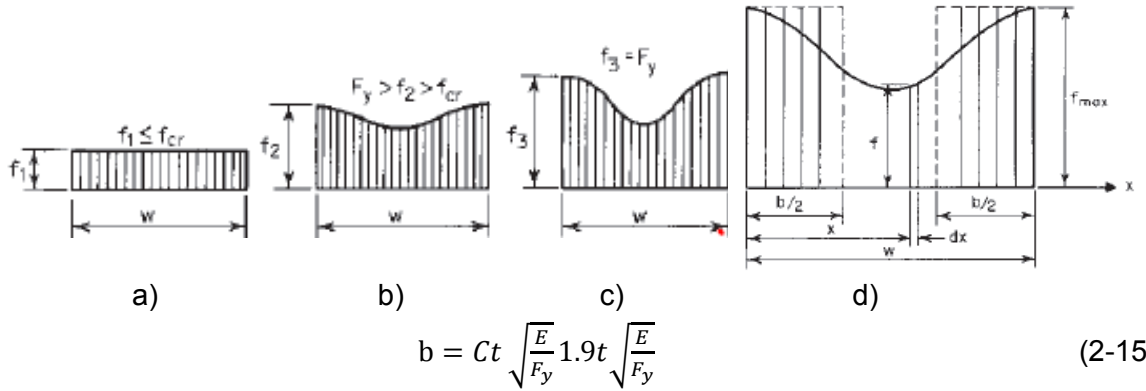 f₁ ≤ f_cr
f₁
w
F_y > f₂ > f_cr
f₂
w
f₃ = F_y
f₃
w
f
f_max
x
b/2
b/2
x
dx
w
a)
b)
c)
d)
b = Ct √(E/F_y) 1.9t √(E/F_y) (2-15